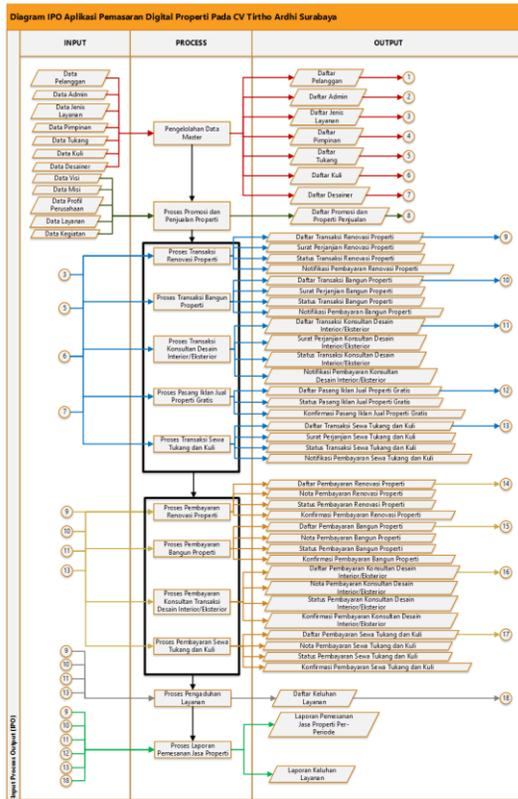 Diagram IPO Aplikasi Pemasaran Digital Properti Pada CV Tirtho Ardhi Surabaya
INPUT
PROCESS
OUTPUT
Data
Pelanggan
Data Admin
Data Jenis
Layanan
Data Pimpinan
Data Tukang
Data Kuli
Data Desainer
Data Visi
Data Misi
Data Profil
Perusahaan
Data Layanan
Data Kegiatan
Pengelolahan Data
Master
Proses Promosi dan
Penjualan Properti
Daftar
Pelanggan
1
Daftar Admin
2
Daftar Jenis
Layanan
3
Daftar
Pimpinan
4
Daftar
Tukang
5
Daftar Kuli
6
Daftar Desainer
7
Daftar Promosi dan
Properti Penjualan
8
3
5
6
7
Proses Transaksi
Renovasi Properti
Proses Transaksi Bangun
Properti
Proses Transaksi
Konsultan Desain
Interior/Eksterior
Proses Pasang Iklan Jual
Properti Gratis
Proses Transaksi Sewa
Tukang dan Kuli
Daftar Transaksi Renovasi Properti
9
Surat Perjanjian Renovasi Properti
Status Transaksi Renovasi Properti
Notifikasi Pembayaran Renovasi Properti
Daftar Transaksi Bangun Properti
10
Surat Perjanjian Bangun Properti
Status Transaksi Bangun Properti
Notifikasi Pembayaran Bangun Properti
Daftar Transaksi Konsultan Desain
Interior/Eksterior
11
Surat Perjanjian Konsultan Desain
Interior/Eksterior
Status Transaksi Konsultan Desain
Interior/Eksterior
Notifikasi Pembayaran Konsultan
Desain Interior/Eksterior
Daftar Pasang Iklan Jual Properti Gratis
12
Status Pasang Iklan Jual Properti Gratis
Konfirmasi Pasang Iklan Jual Properti Gratis
Daftar Transaksi Sewa Tukang dan Kuli
13
Surat Perjanjian Sewa Tukang dan Kuli
Status Transaksi Sewa Tukang dan Kuli
Notifikasi Pembayaran Sewa Tukang dan Kuli
9
10
11
13
Proses Pembayaran
Renovasi Properti
Proses Pembayaran
Bangun Properti
Proses Pembayaran
Konsultan Transaksi
Desain Interior/Eksterior
Proses Pembayaran Sewa
Tukang dan Kuli
Daftar Pembayaran Renovasi Properti
14
Nota Pembayaran Renovasi Properti
Status Pembayaran Renovasi Properti
Konfirmasi Pembayaran Renovasi Properti
Daftar Pembayaran Bangun Properti
15
Nota Pembayaran Bangun Properti
Status Pembayaran Bangun Properti
Konfirmasi Pembayaran Bangun Properti
Daftar Pembayaran Konsultan Desain
Interior/Eksterior
16
Nota Pembayaran Konsultan Desain
Interior/Eksterior
Status Pembayaran Konsultan Desain
Interior/Eksterior
Konfirmasi Pembayaran Konsultan Desain
Interior/Eksterior
Daftar Pembayaran Sewa Tukang dan Kuli
17
Nota Pembayaran Sewa Tukang dan Kuli
Status Pembayaran Sewa Tukang dan Kuli
Konfirmasi Pembayaran Sewa Tukang dan Kuli
9
10
11
13
Proses Pengaduhan
Layanan
Daftar Keluhan
Layanan
18
9
10
11
12
13
18
Proses Laporan
Pemesanan Jasa Properti
Laporan Pemesanan
Jasa Properti Per-
Periode
Laporan Keluhan
Layanan
Input Process Output (IPO)